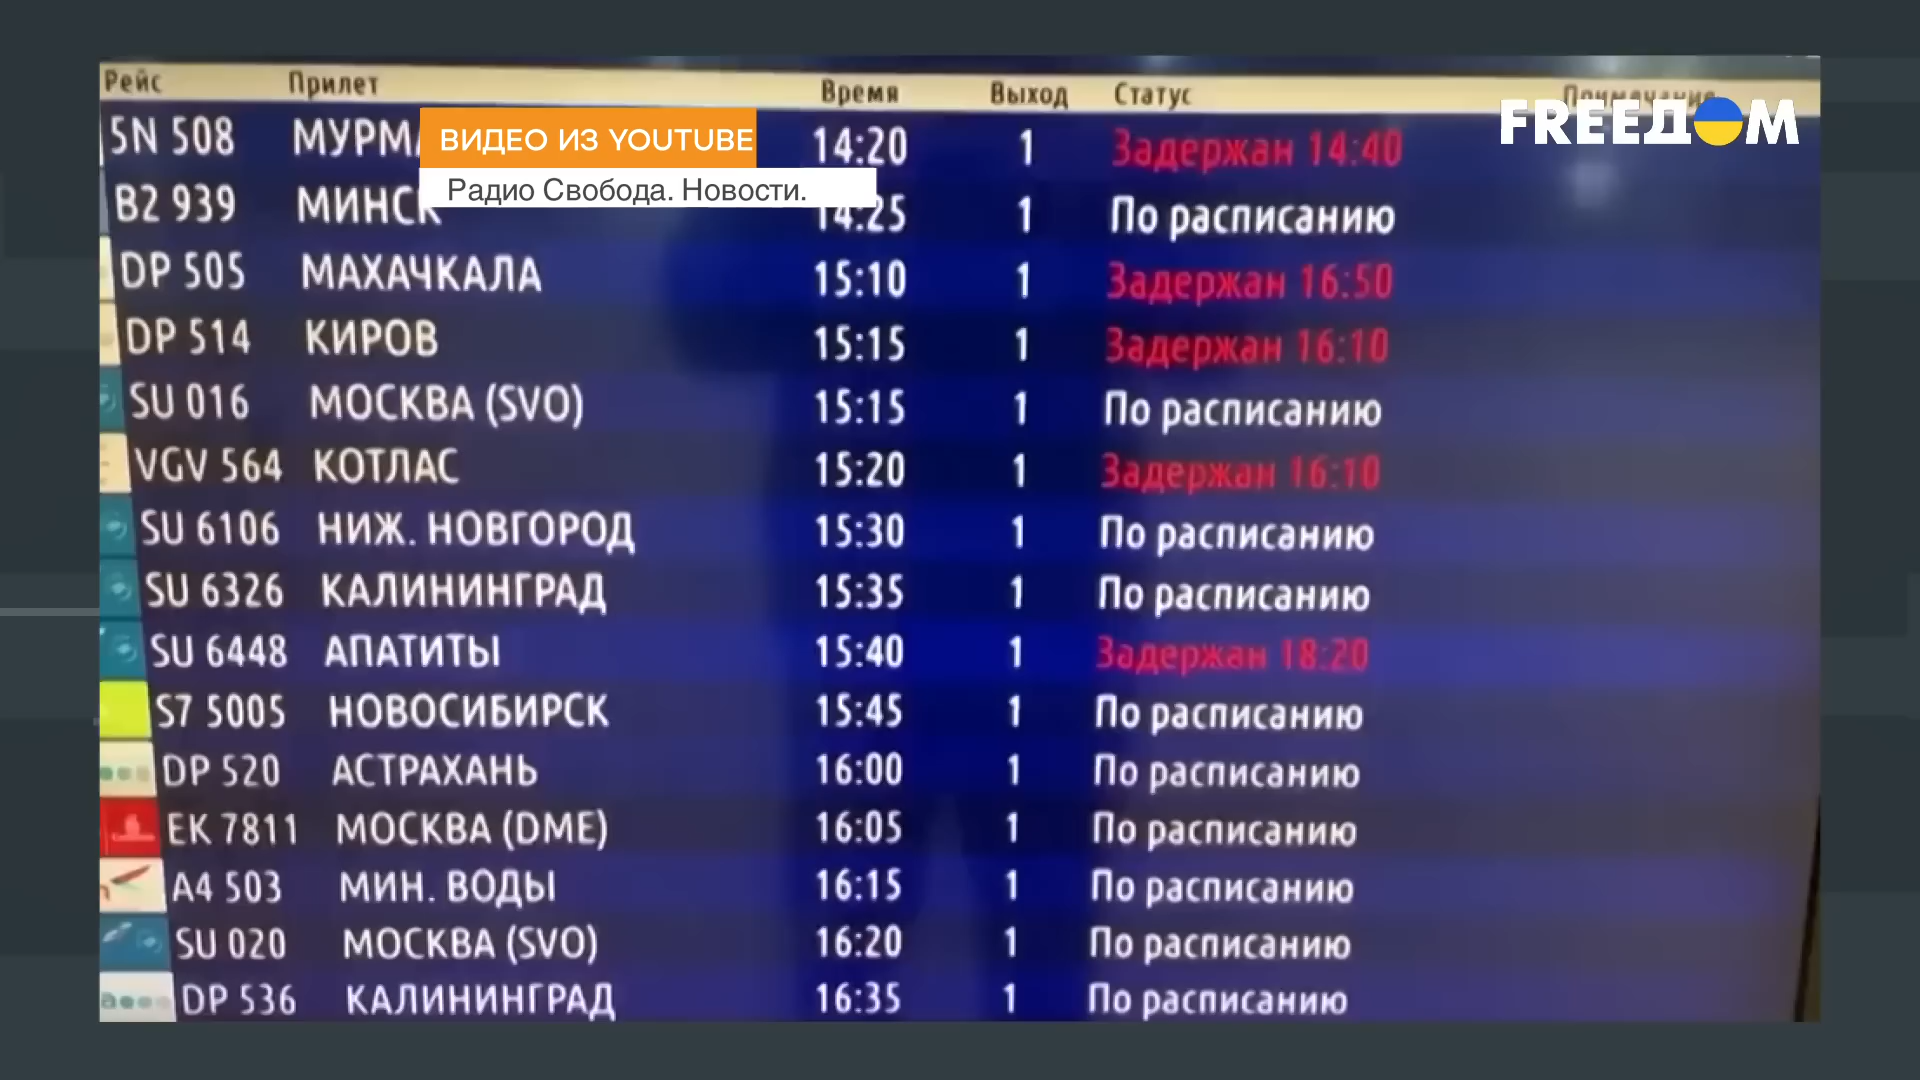 Рейс Прилет Время Выход Статус Примечание
FREEДОМ
ВИДЕО ИЗ YOUTUBE
Радио Свобода. Новости.
5N 508 МУРМА 14:20 1 Задержан 14:40
B2 939 МИНСК 14:25 1 По расписанию
DP 505 МАХАЧКАЛА 15:10 1 Задержан 16:50
DP 514 КИРОВ 15:15 1 Задержан 16:10
SU 016 МОСКВА (SVO) 15:15 1 По расписанию
VGV 564 КОТЛАС 15:20 1 Задержан 16:10
SU 6106 НИЖ. НОВГОРОД 15:30 1 По расписанию
SU 6326 КАЛИНИНГРАД 15:35 1 По расписанию
SU 6448 АПАТИТЫ 15:40 1 Задержан 18:20
S7 5005 НОВОСИБИРСК 15:45 1 По расписанию
DP 520 АСТРАХАНЬ 16:00 1 По расписанию
EK 7811 МОСКВА (DME) 16:05 1 По расписанию
A4 503 МИН. ВОДЫ 16:15 1 По расписанию
SU 020 МОСКВА (SVO) 16:20 1 По расписанию
DP 536 КАЛИНИНГРАД 16:35 1 По расписанию